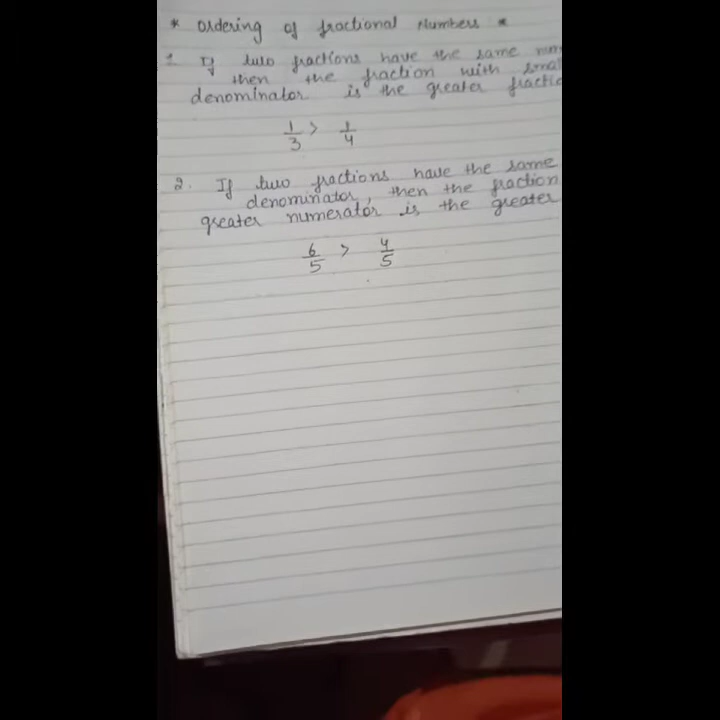 * Ordering of fractional Numbers *
1. If two fractions have the same
then the fraction with
denominator is the greater
1/3 > 1/4
2. If two fractions have the same
denominator, then the fraction
greater numerator is the greater
6/5 > 4/5